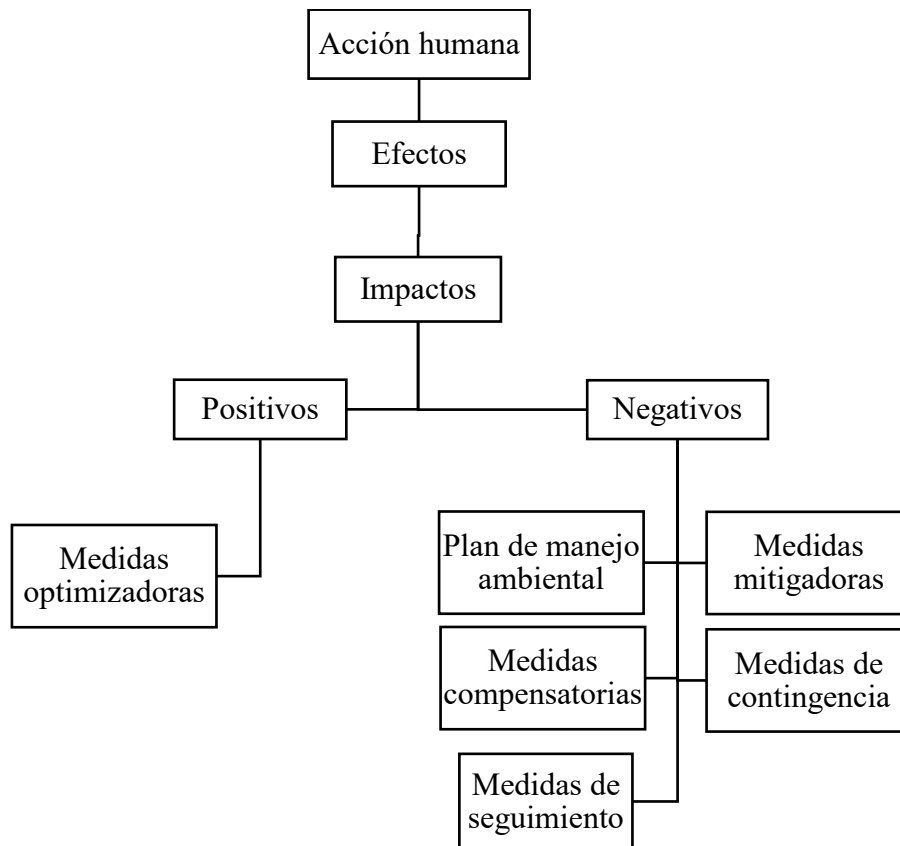 Acción humana
Efectos
Impactos
Positivos
Negativos
Medidas
optimizadoras
Plan de manejo
ambiental
Medidas
mitigadoras
Medidas
compensatorias
Medidas de
contingencia
Medidas de
seguimiento